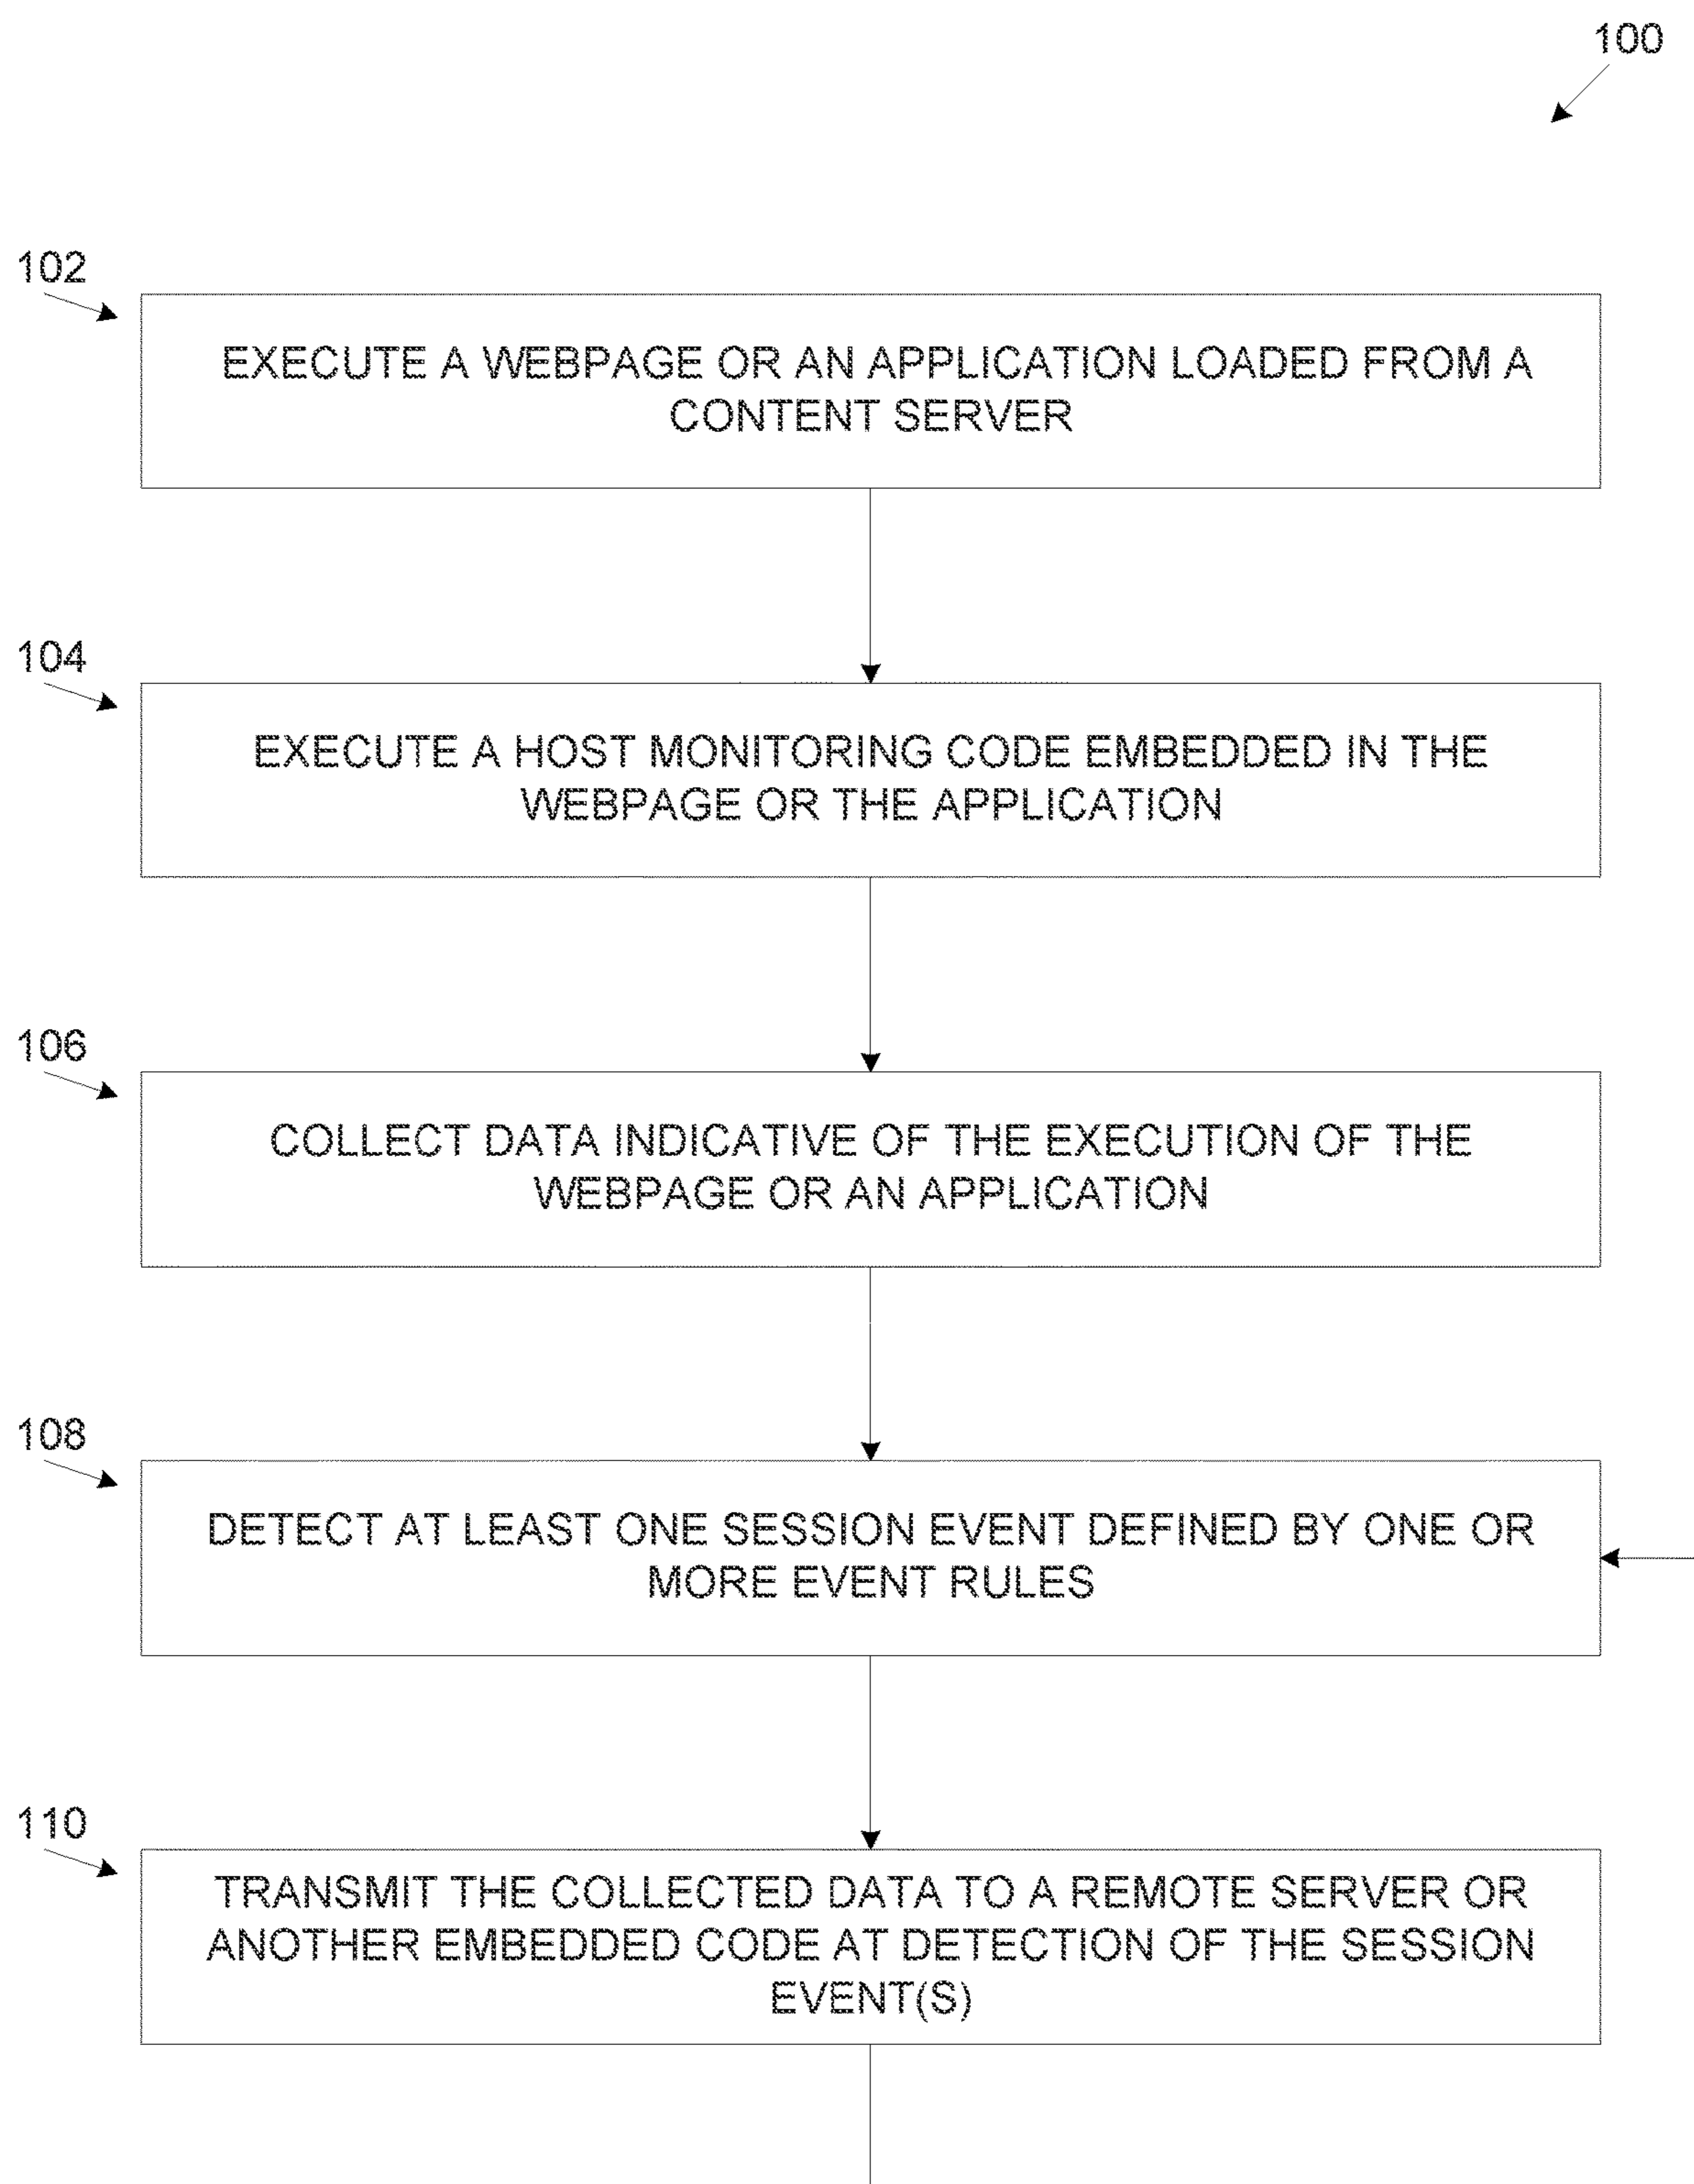 100
102
EXECUTE A WEBPAGE OR AN APPLICATION LOADED FROM A
CONTENT SERVER
104
EXECUTE A HOST MONITORING CODE EMBEDDED IN THE
WEBPAGE OR THE APPLICATION
106
COLLECT DATA INDICATIVE OF THE EXECUTION OF THE
WEBPAGE OR AN APPLICATION
108
DETECT AT LEAST ONE SESSION EVENT DEFINED BY ONE OR
MORE EVENT RULES
110
TRANSMIT THE COLLECTED DATA TO A REMOTE SERVER OR
ANOTHER EMBEDDED CODE AT DETECTION OF THE SESSION
EVENT(S)